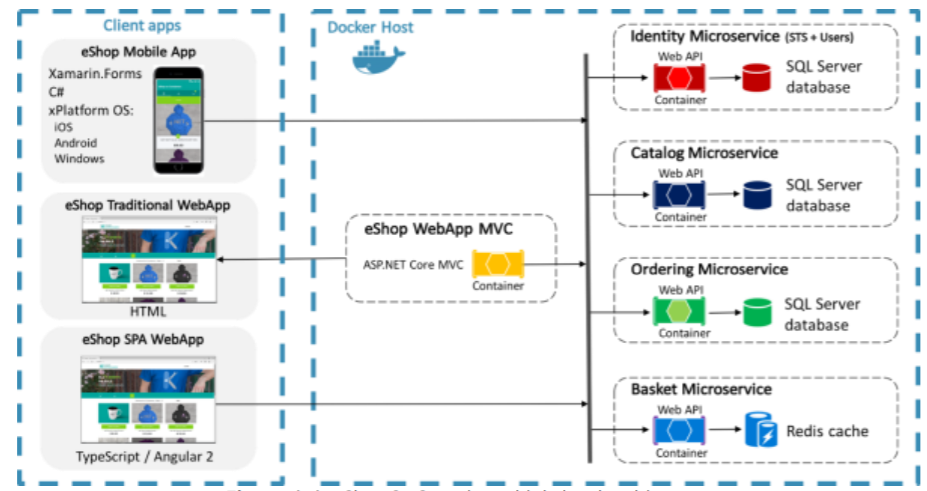 Client apps
eShop Mobile App
Xamarin.Forms
C#
xPlatform OS:
iOS
Android
Windows
eShop Traditional WebApp
HTML
eShop SPA WebApp
TypeScript / Angular 2
Docker Host
eShop WebApp MVC
ASP.NET Core MVC
Container
Identity Microservice (STS + Users)
Web API
Container
SQL Server
database
Catalog Microservice
Web API
Container
SQL Server
database
Ordering Microservice
Web API
Container
SQL Server
database
Basket Microservice
Web API
Container
Redis cache